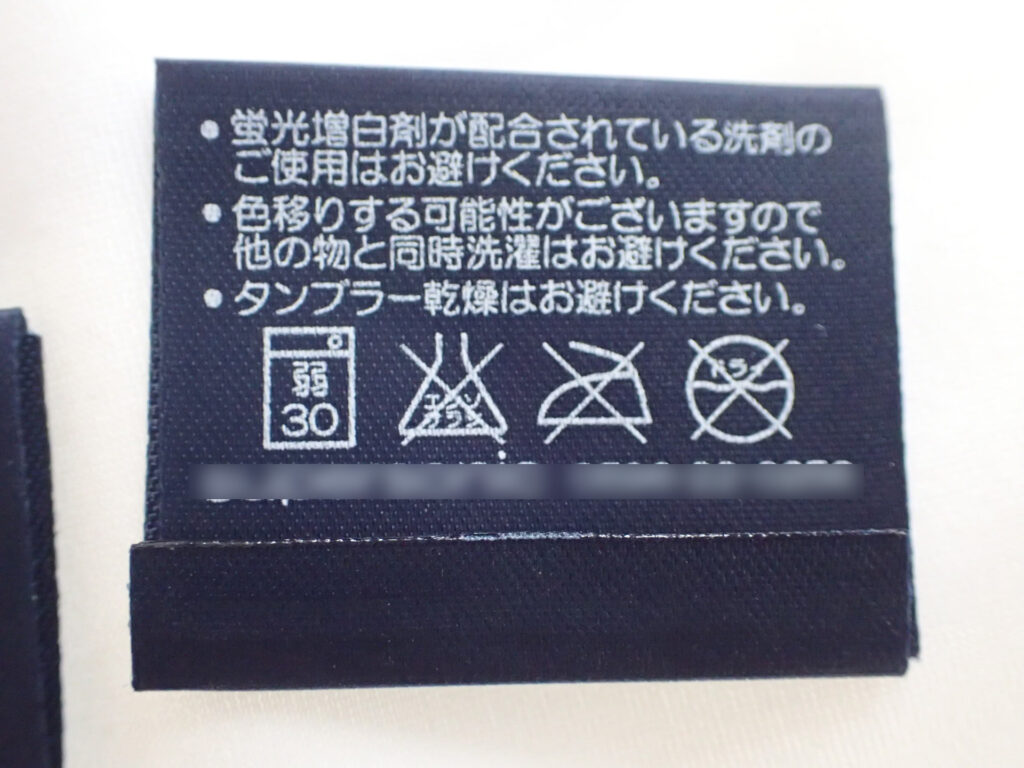 • 蛍光増白剤が配合されている洗剤の
ご使用はお避けください。
• 色移りする可能性がございますので
他の物と同時洗濯はお避けください。
• タンブラー乾燥はお避けください。
弱
30
エンソ
サラシ
ドライ